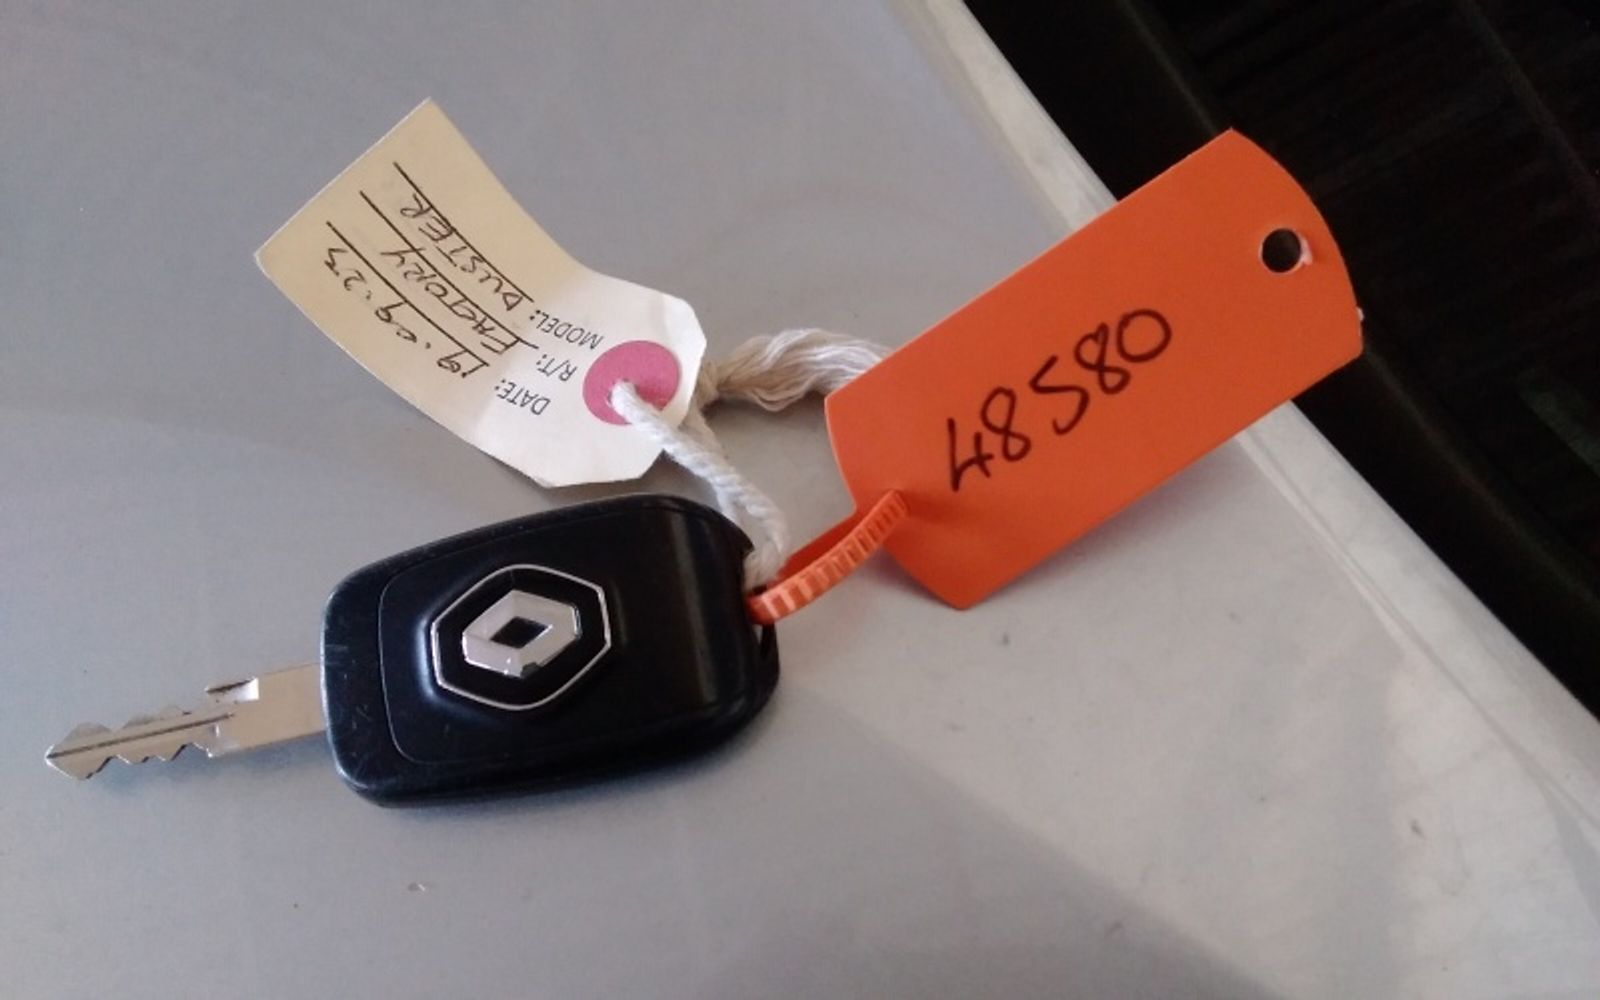 DATE: 19.09.23
R/T: FACTORY
MODEL: DUSTER
48580